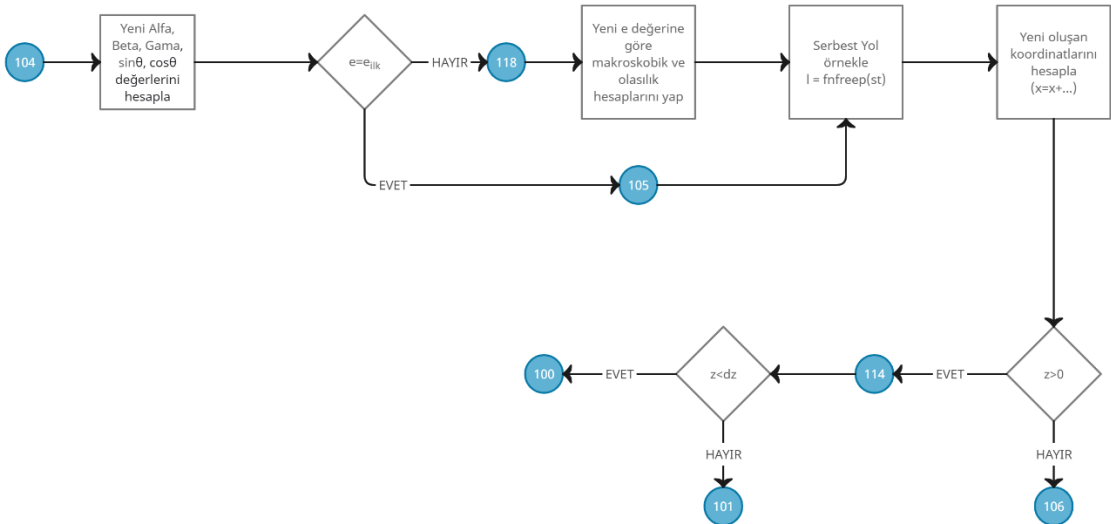 104
Yeni Alfa,
Beta, Gama,
sinθ, cosθ
değerlerini
hesapla
e=eilk
HAYIR
118
Yeni e değerine
göre
makroskobik ve
olasılık
hesaplarını yap
Serbest Yol
örnekle
l = fnfreep(st)
Yeni oluşan
koordinatlarını
hesapla
(x=x+...)
EVET
105
100
EVET
z<dz
114
EVET
z>0
HAYIR
HAYIR
101
106